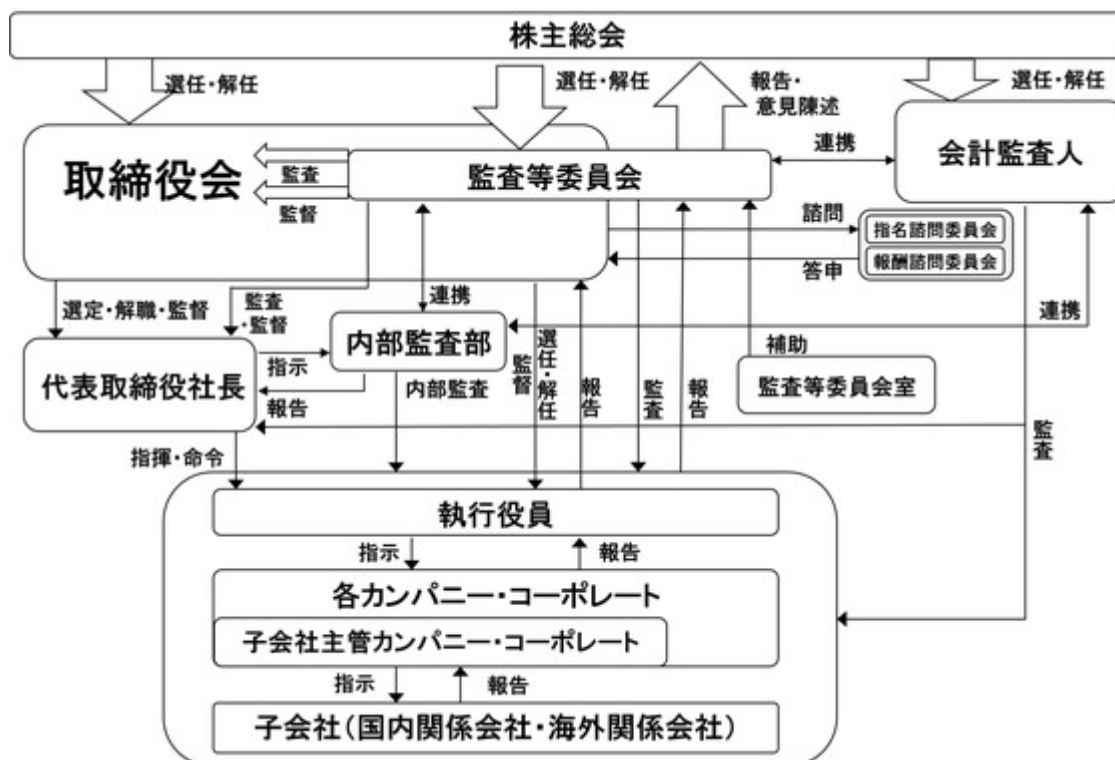 株主総会
選任・解任
選任・解任
報告・
意見陳述
選任・解任
取締役会
監査
監督
監査等委員会
連携
会計監査人
諮問
指名諮問委員会
報酬諮問委員会
答申
選定・解職・監督
監査
・監督
連携
内部監査部
連携
代表取締役社長
指示
報告
内部監査
監督
選任・解任
報告
監査
報告
補助
監査等委員会室
監査
指揮・命令
執行役員
指示
報告
各カンパニー・コーポレート
子会社主管カンパニー・コーポレート
指示
報告
子会社(国内関係会社・海外関係会社)